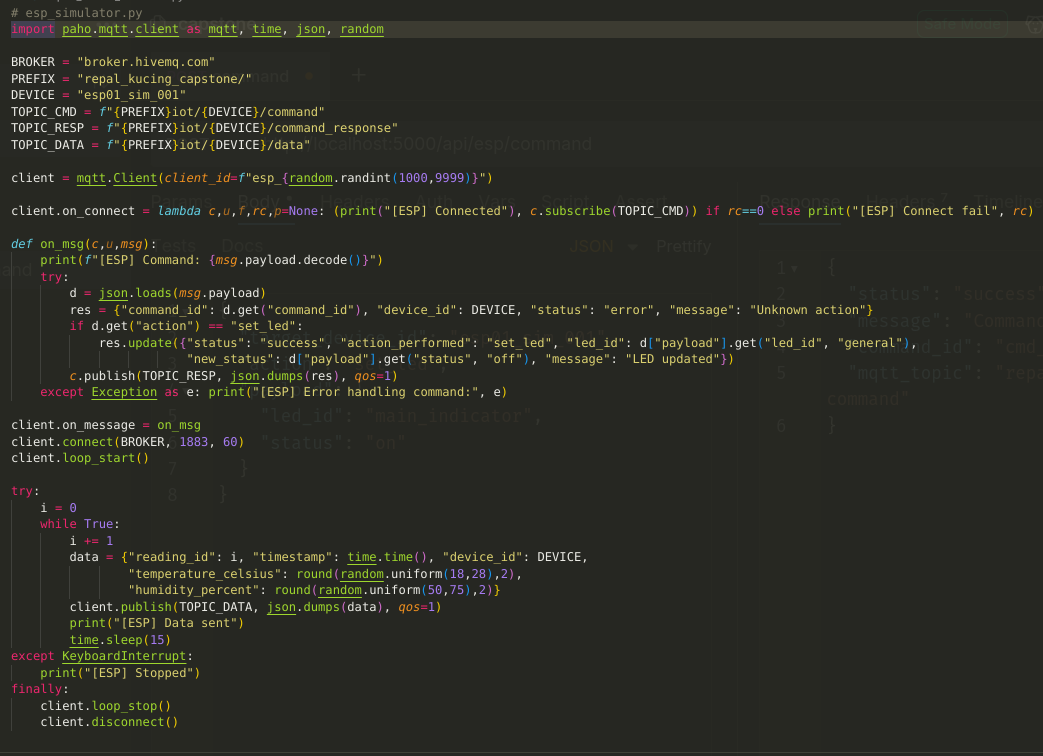 # esp_simulator.py
import paho.mqtt.client as mqtt, time, json, random

BROKER = "broker.hivemq.com"
PREFIX = "repal_kucing_capstone/"
DEVICE = "esp01_sim_001"
TOPIC_CMD = f"{PREFIX}iot/{DEVICE}/command"
TOPIC_RESP = f"{PREFIX}iot/{DEVICE}/command_response"
TOPIC_DATA = f"{PREFIX}iot/{DEVICE}/data"

client = mqtt.Client(client_id=f"esp_{random.randint(1000,9999)}")

client.on_connect = lambda c,u,f,rc,p=None: (print("[ESP] Connected"), c.subscribe(TOPIC_CMD)) if rc==0 else print("[ESP] Connect fail", rc)

def on_msg(c,u,msg):
    print(f"[ESP] Command: {msg.payload.decode()}")
    try:
        d = json.loads(msg.payload)
        res = {"command_id": d.get("command_id"), "device_id": DEVICE, "status": "error", "message": "Unknown action"}
        if d.get("action") == "set_led":
            res.update({"status": "success", "action_performed": "set_led", "led_id": d["payload"].get("led_id", "general"),
                        "new_status": d["payload"].get("status", "off"), "message": "LED updated"})
        c.publish(TOPIC_RESP, json.dumps(res), qos=1)
    except Exception as e: print("[ESP] Error handling command:", e)

client.on_message = on_msg
client.connect(BROKER, 1883, 60)
client.loop_start()

try:
    i = 0
    while True:
        i += 1
        data = {"reading_id": i, "timestamp": time.time(), "device_id": DEVICE,
                "temperature_celsius": round(random.uniform(18,28),2),
                "humidity_percent": round(random.uniform(50,75),2)}
        client.publish(TOPIC_DATA, json.dumps(data), qos=1)
        print("[ESP] Data sent")
        time.sleep(15)
except KeyboardInterrupt:
    print("[ESP] Stopped")
finally:
    client.loop_stop()
    client.disconnect()